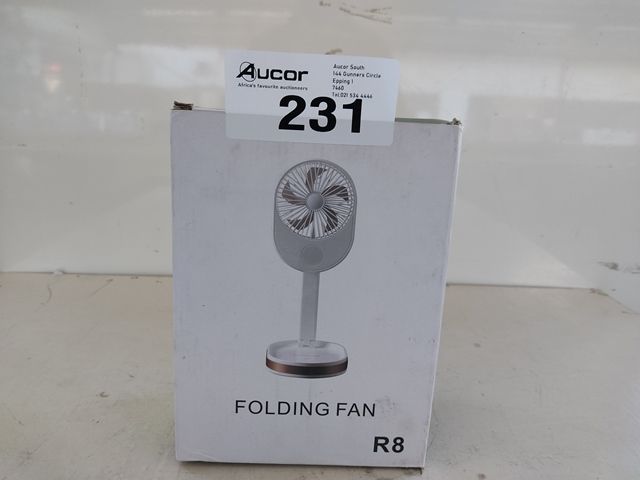 Aucor
Africa's favourite auctioneers
Aucor South
144 Gunners Circle
Epping 1
7460
Tel.021 534 4446
231
FOLDING FAN
R8